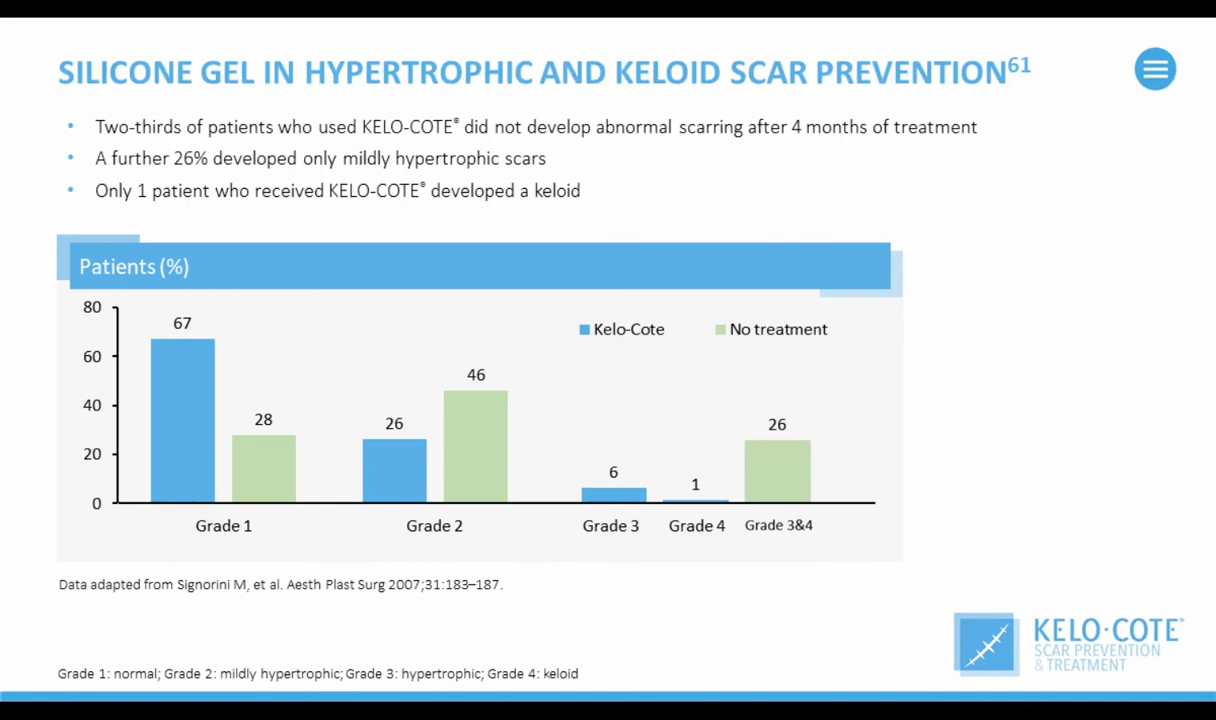 SILICONE GEL IN HYPERTROPHIC AND KELOID SCAR PREVENTION61
• Two-thirds of patients who used KELO-COTE® did not develop abnormal scarring after 4 months of treatment
• A further 26% developed only mildly hypertrophic scars
• Only 1 patient who received KELO-COTE® developed a keloid
Patients (%)
80
60
40
20
0
Kelo-Cote No treatment
67
28
26
46
6
1
26
Grade 1 Grade 2 Grade 3 Grade 4 Grade 3&4
Data adapted from Signorini M, et al. Aesth Plast Surg 2007;31:183–187.
KELO·COTE®
SCAR PREVENTION
& TREATMENT
Grade 1: normal; Grade 2: mildly hypertrophic; Grade 3: hypertrophic; Grade 4: keloid